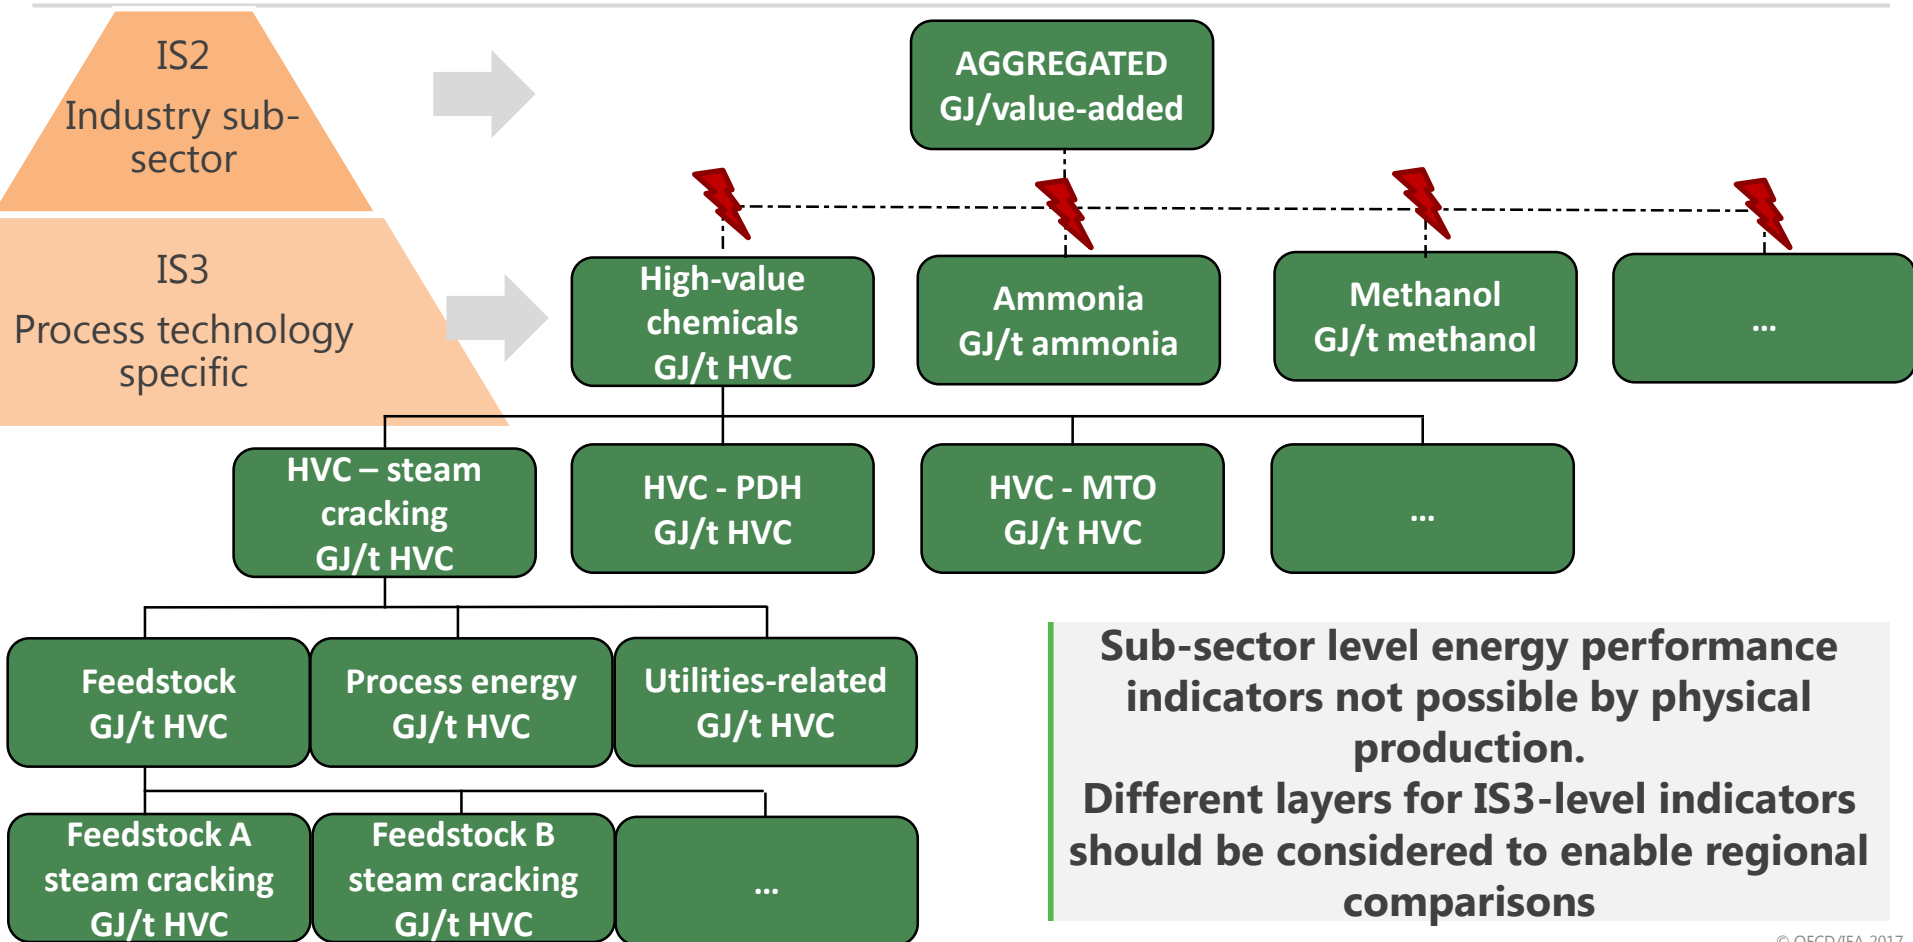 IS2
Industry sub-
sector
AGGREGATED
GJ/value-added
IS3
Process technology
specific
High-value
chemicals
GJ/t HVC
Ammonia
GJ/t ammonia
Methanol
GJ/t methanol
...
HVC – steam
cracking
GJ/t HVC
HVC - PDH
GJ/t HVC
HVC - MTO
GJ/t HVC
...
Feedstock
GJ/t HVC
Process energy
GJ/t HVC
Utilities-related
GJ/t HVC
Feedstock A
steam cracking
GJ/t HVC
Feedstock B
steam cracking
GJ/t HVC
...
Sub-sector level energy performance
indicators not possible by physical
production.
Different layers for IS3-level indicators
should be considered to enable regional
comparisons
© OECD/IEA 2017